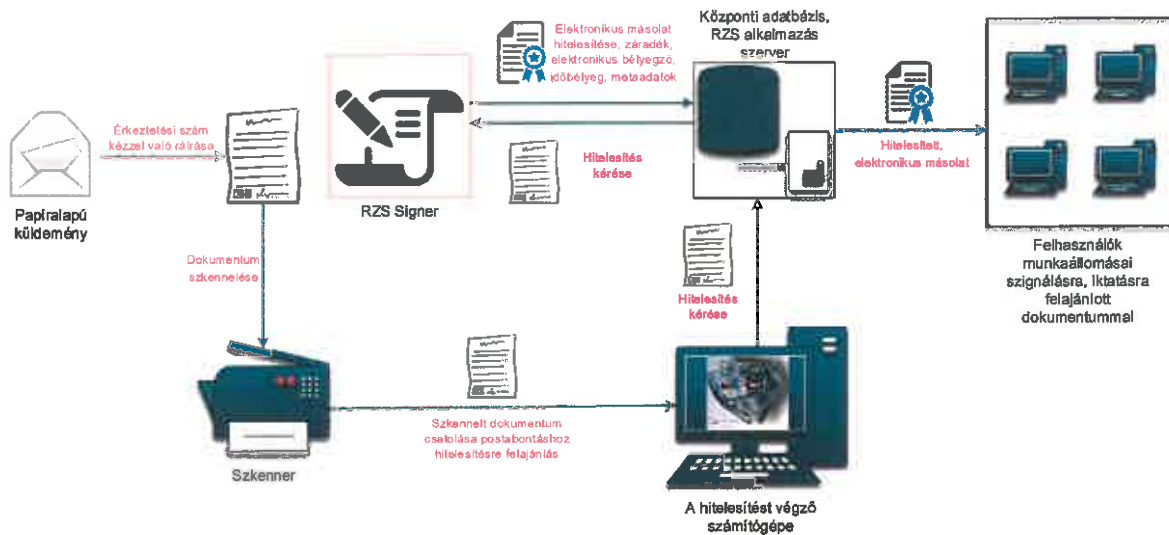 Érkeztetési szám
kézzel való ráírása
Papíralapú
küldemény
Dokumentum
szkennelése
Szkenner
Szkennelt dokumentum
csatolása postabontáshoz
hitelesítésre felajánlás
A hitelesítést végző
számítógépe
Hitelesítés
kérése
RZS Signer
Elektronikus másolat
hitelesítése, záradék,
elektronikus bélyegző,
időbélyeg, metaadatok
Hitelesítés
kérése
Központi adatbázis,
RZS alkalmazás
szerver
Hitelesített,
elektronikus másolat
Felhasználók
munkaállomásai
szignálásra, iktatásra
felajánlott
dokumentummal